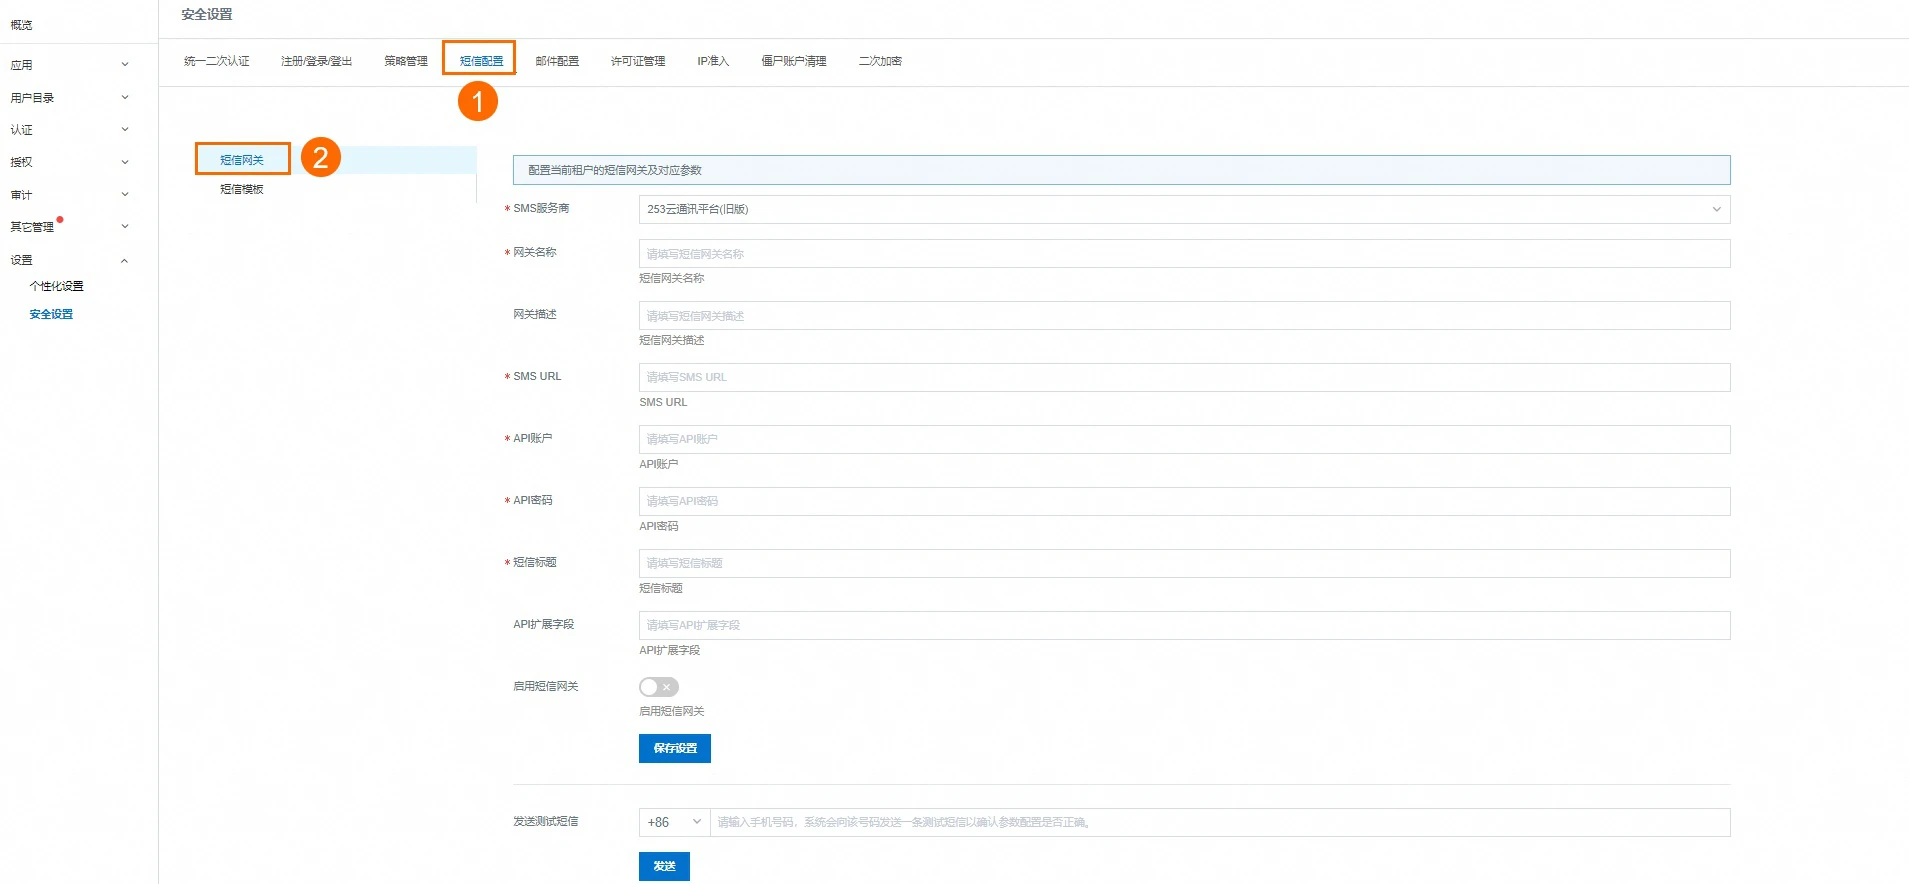 安全设置
概览
应用
用户目录
认证
授权
审计
其它管理
设置
个性化设置
安全设置
统一二次认证 注册/登录/登出 策略管理 短信配置 邮件配置 许可证管理 IP准入 僵尸账户清理 二次加密
1
短信网关 2
短信模板
配置当前租户的短信网关及对应参数
* SMS服务商 253云通讯平台(旧版)
* 网关名称 请填写短信网关名称
短信网关名称
网关描述 请填写短信网关描述
短信网关描述
* SMS URL 请填写SMS URL
SMS URL
* API账户 请填写API账户
API账户
* API密码 请填写API密码
API密码
* 短信标题 请填写短信标题
短信标题
API扩展字段 请填写API扩展字段
API扩展字段
启用短信网关
启用短信网关
保存设置
发送测试短信 +86 请输入手机号码，系统会向该号码发送一条测试短信以确认参数配置是否正确。
发送